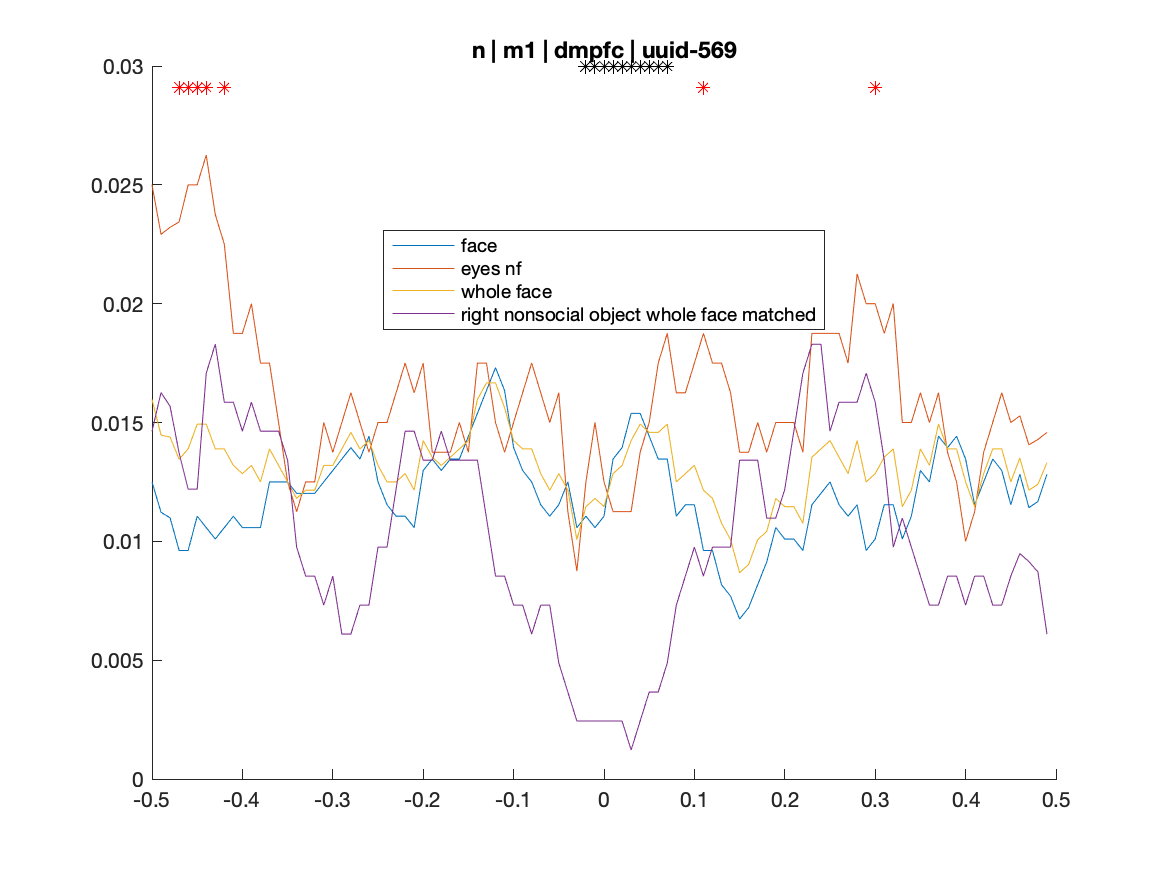 n | m1 | dmpfc | uuid-569
0.03
0.025
0.02
0.015
0.01
0.005
0
face
eyes nf
whole face
right nonsocial object whole face matched
-0.5 -0.4 -0.3 -0.2 -0.1 0 0.1 0.2 0.3 0.4 0.5